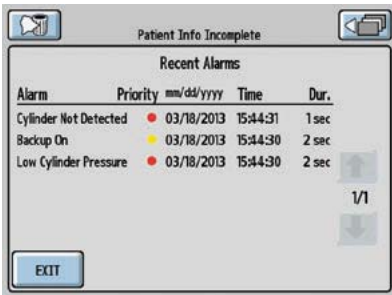 Patient Info Incomplete
Recent Alarms
Alarm Priority mm/dd/yyyy Time Dur.
Cylinder Not Detected 03/18/2013 15:44:31 1 sec
Backup On 03/18/2013 15:44:30 2 sec
Low Cylinder Pressure 03/18/2013 15:44:30 2 sec
1/1
EXIT